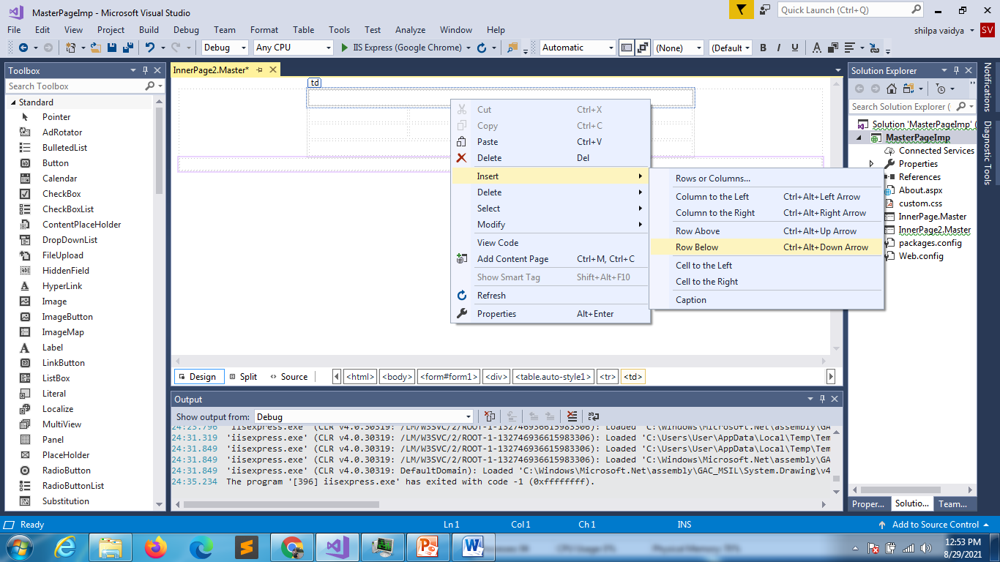 MasterPageImp - Microsoft Visual Studio
Quick Launch (Ctrl+Q)
File Edit View Project Build Debug Team Format Table Tools Test Analyze Window Help
shilpa vaidya SV
Debug Any CPU IIS Express (Google Chrome) Automatic (None) (Default B I U A
Toolbox
Search Toolbox
Standard
Pointer
AdRotator
BulletedList
Button
Calendar
CheckBox
CheckBoxList
ContentPlaceHolder
DropDownList
FileUpload
HiddenField
HyperLink
Image
ImageButton
ImageMap
Label
LinkButton
ListBox
Literal
Localize
MultiView
Panel
PlaceHolder
RadioButton
RadioButtonList
Substitution
InnerPage2.Master*
td
Cut Ctrl+X
Copy Ctrl+C
Paste Ctrl+V
Delete Del
Insert
Delete
Select
Modify
View Code
Add Content Page Ctrl+M, Ctrl+C
Show Smart Tag Shift+Alt+F10
Refresh
Properties Alt+Enter
Rows or Columns...
Column to the Left Ctrl+Alt+Left Arrow
Column to the Right Ctrl+Alt+Right Arrow
Row Above Ctrl+Alt+Up Arrow
Row Below Ctrl+Alt+Down Arrow
Cell to the Left
Cell to the Right
Caption
Design Split Source <html> <body> <form#form1> <div> <table.auto-style1> <tr> <td>
Output
Show output from: Debug
24:25.796 'iisexpress.exe' (CLR v4.0.30319: /LM/W3SVC/2/ROOT-1-132746936615983306): Loaded 'C:\Windows\Microsoft.Net\assembly\GA
24:31.319 'iisexpress.exe' (CLR v4.0.30319: /LM/W3SVC/2/ROOT-1-132746936615983306): Loaded 'C:\Users\User\AppData\Local\Temp\Tem
24:31.849 'iisexpress.exe' (CLR v4.0.30319: /LM/W3SVC/2/ROOT-1-132746936615983306): Loaded 'C:\Users\User\AppData\Local\Temp\Tem
24:31.849 'iisexpress.exe' (CLR v4.0.30319: /LM/W3SVC/2/ROOT-1-132746936615983306): Loaded 'C:\Windows\Microsoft.Net\assembly\GA
24:31.849 'iisexpress.exe' (CLR v4.0.30319: DefaultDomain): Loaded 'C:\Windows\Microsoft.Net\assembly\GAC_MSIL\System.Drawing\v4
24:35.234 The program '[396] iisexpress.exe' has exited with code -1 (0xffffffff).
Solution Explorer
Search Solution Explorer (
Solution 'MasterPageImp' (
MasterPageImp
Connected Services
Properties
References
About.aspx
custom.css
InnerPage.Master
InnerPage2.Master
packages.config
Web.config
Proper... Solutio... Team...
Notifications
Diagnostic Tools
Ready Ln 1 Col 1 Ch 1 INS Add to Source Control
CPU Usage 0% Physical Memory: 70%
12:53 PM
8/29/2021